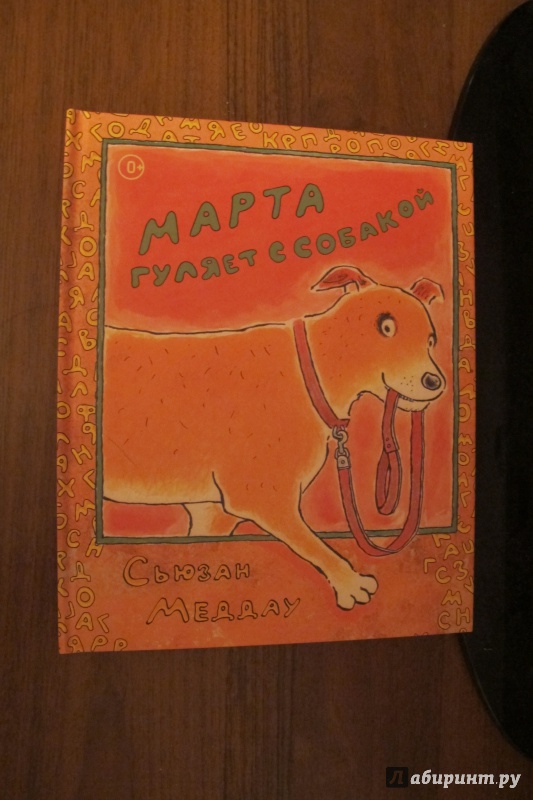 0+
МАРТА
ГУЛЯЕТ С СОБАКОЙ
СЬЮЗАН
МЕДДАУ
Лабиринт.ру